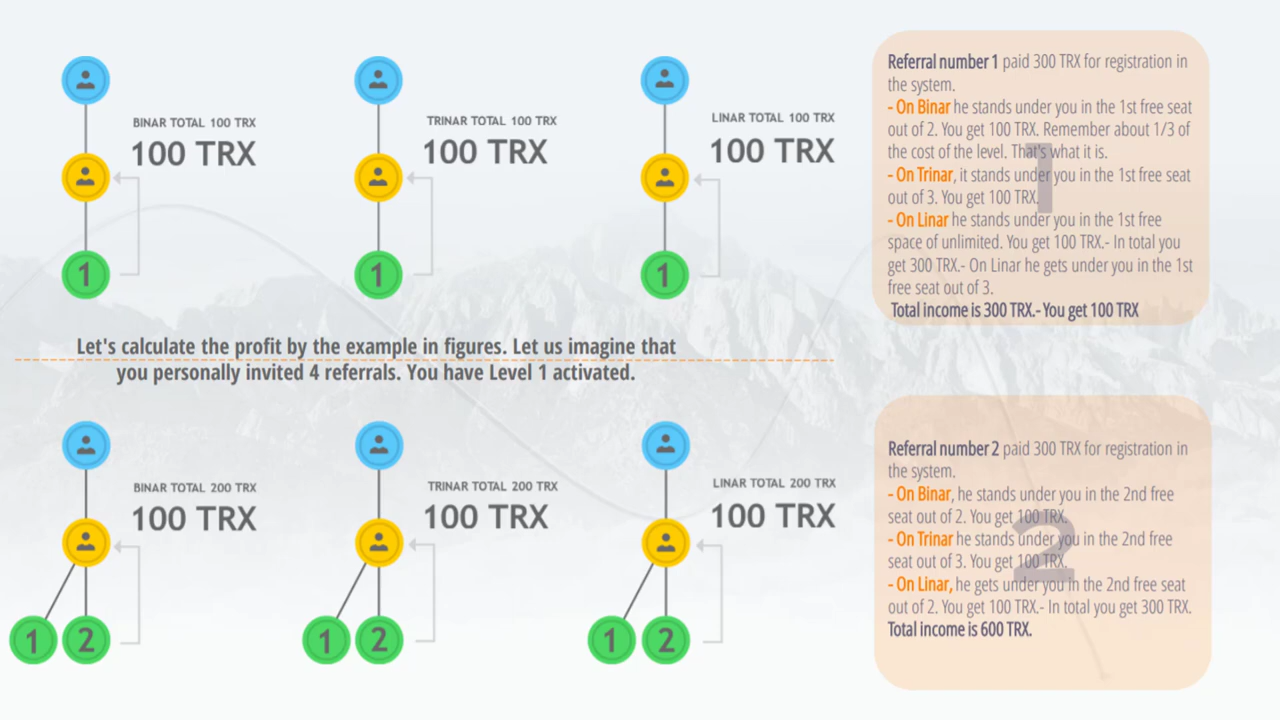 BINAR TOTAL 100 TRX
100 TRX
1
TRINAR TOTAL 100 TRX
100 TRX
1
LINAR TOTAL 100 TRX
100 TRX
1
Referral number 1 paid 300 TRX for registration in
the system.
- On Binar he stands under you in the 1st free seat
out of 2. You get 100 TRX. Remember about 1/3 of
the cost of the level. That's what it is.
- On Trinar, it stands under you in the 1st free seat
out of 3. You get 100 TRX.
- On Linar he stands under you in the 1st free
space of unlimited. You get 100 TRX.- In total you
get 300 TRX.- On Linar he gets under you in the 1st
free seat out of 3.
Total income is 300 TRX.- You get 100 TRX
1
Let's calculate the profit by the example in figures. Let us imagine that
you personally invited 4 referrals. You have Level 1 activated.
BINAR TOTAL 200 TRX
100 TRX
1 2
TRINAR TOTAL 200 TRX
100 TRX
1 2
LINAR TOTAL 200 TRX
100 TRX
1 2
Referral number 2 paid 300 TRX for registration in
the system.
- On Binar, he stands under you in the 2nd free
seat out of 2. You get 100 TRX.
- On Trinar he stands under you in the 2nd free
seat out of 3. You get 100 TRX.
- On Linar, he gets under you in the 2nd free seat
out of 2. You get 100 TRX.- In total you get 300 TRX.
Total income is 600 TRX.
2